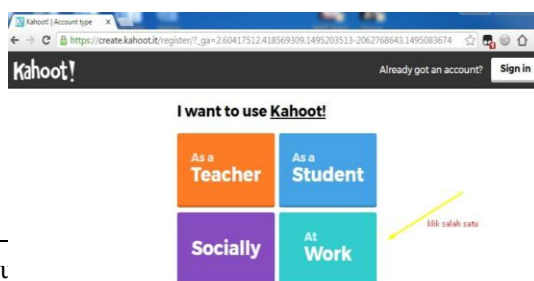 Kahoot! | Account type
https://create.kahoot.it/register/?_ga=2.60417512.418569309.1495203513-2062768643.1495083674
Kahoot!
Already got an account? Sign in
I want to use Kahoot!
As a
Teacher
As a
Student
klik salah satu
Socially
At
Work